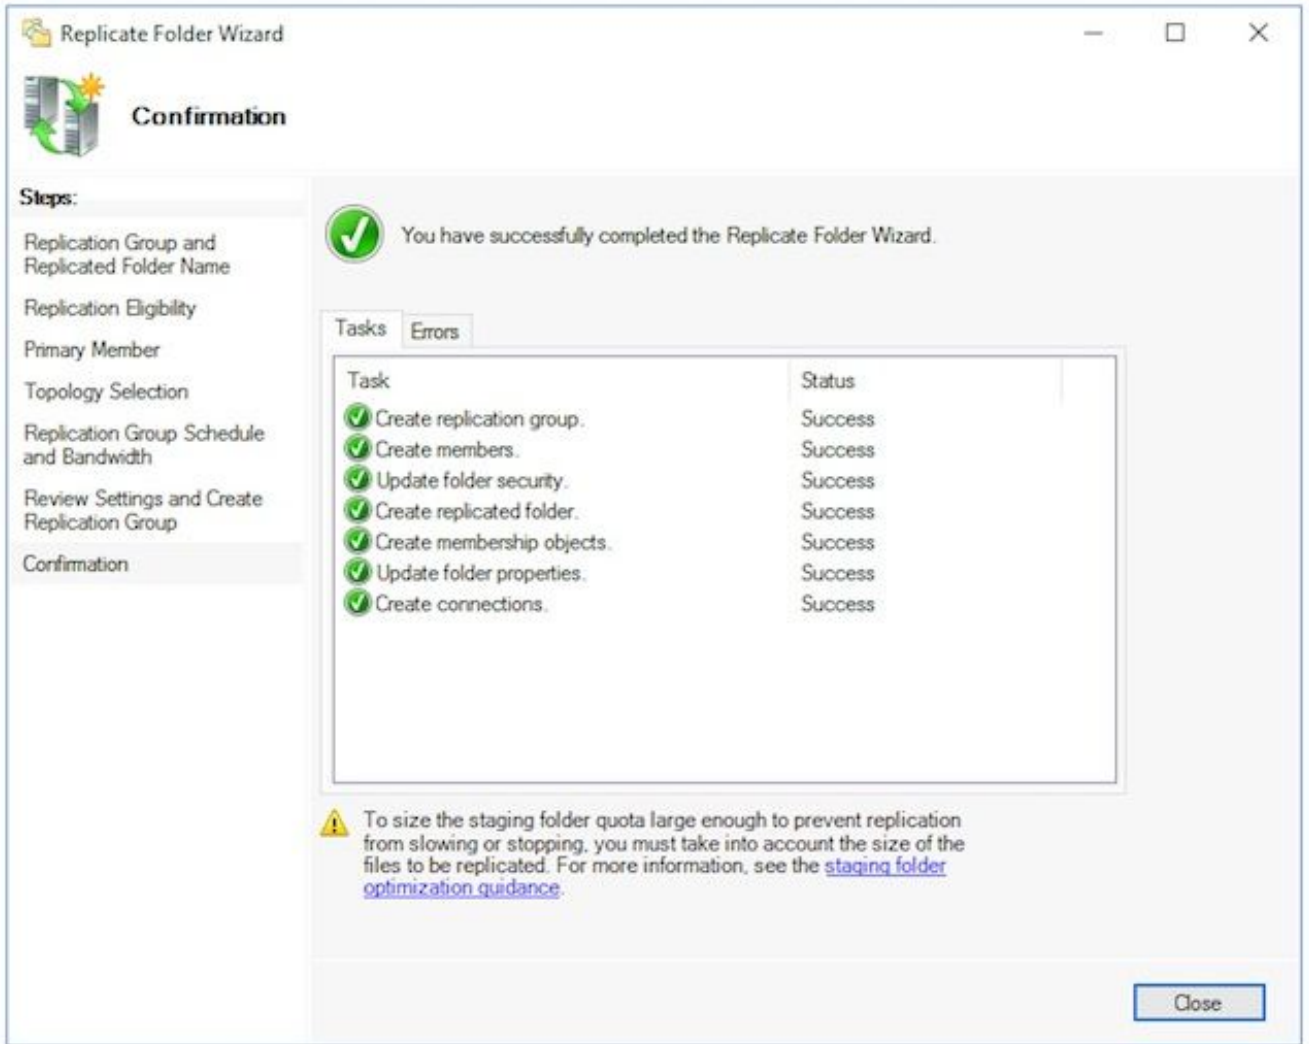 Replicate Folder Wizard
Confirmation
Steps:
Replication Group and
Replicated Folder Name
Replication Eligibility
Primary Member
Topology Selection
Replication Group Schedule
and Bandwidth
Review Settings and Create
Replication Group
Confirmation
You have successfully completed the Replicate Folder Wizard.
Tasks Errors
Task Status
Create replication group. Success
Create members. Success
Update folder security. Success
Create replicated folder. Success
Create membership objects. Success
Update folder properties. Success
Create connections. Success
To size the staging folder quota large enough to prevent replication
from slowing or stopping, you must take into account the size of the
files to be replicated. For more information, see the staging folder
optimization guidance.
Close